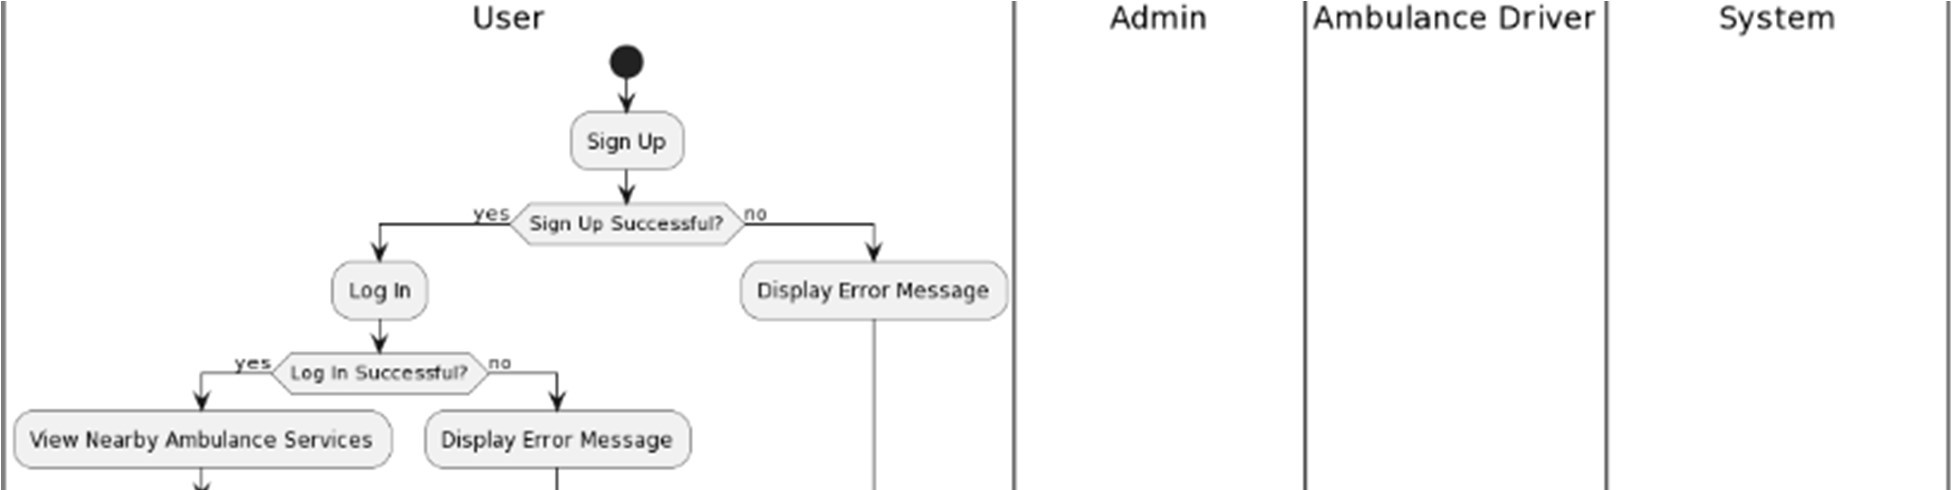 User
Admin
Ambulance Driver
System
Sign Up
yes
Sign Up Successful?
no
Log In
Display Error Message
yes
Log In Successful?
no
View Nearby Ambulance Services
Display Error Message